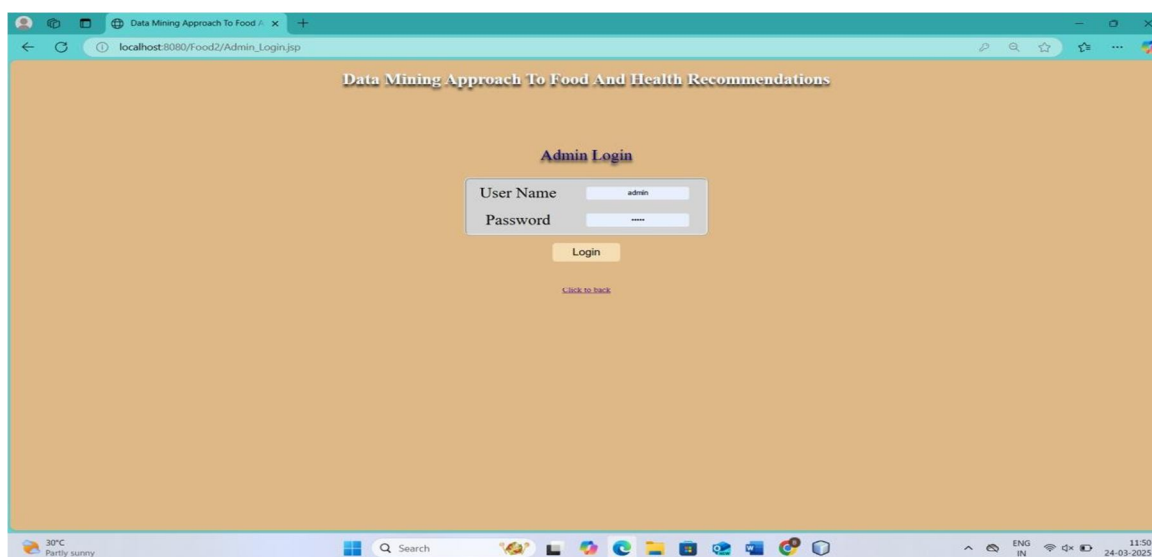 Data Mining Approach To Food A
localhost:8080/Food2/Admin_Login.jsp
Data Mining Approach To Food And Health Recommendations
Admin Login
User Name admin
Password •••••
Login
Click to back
30°C
Partly sunny
Search
ENG
IN
11:50
24-03-2025